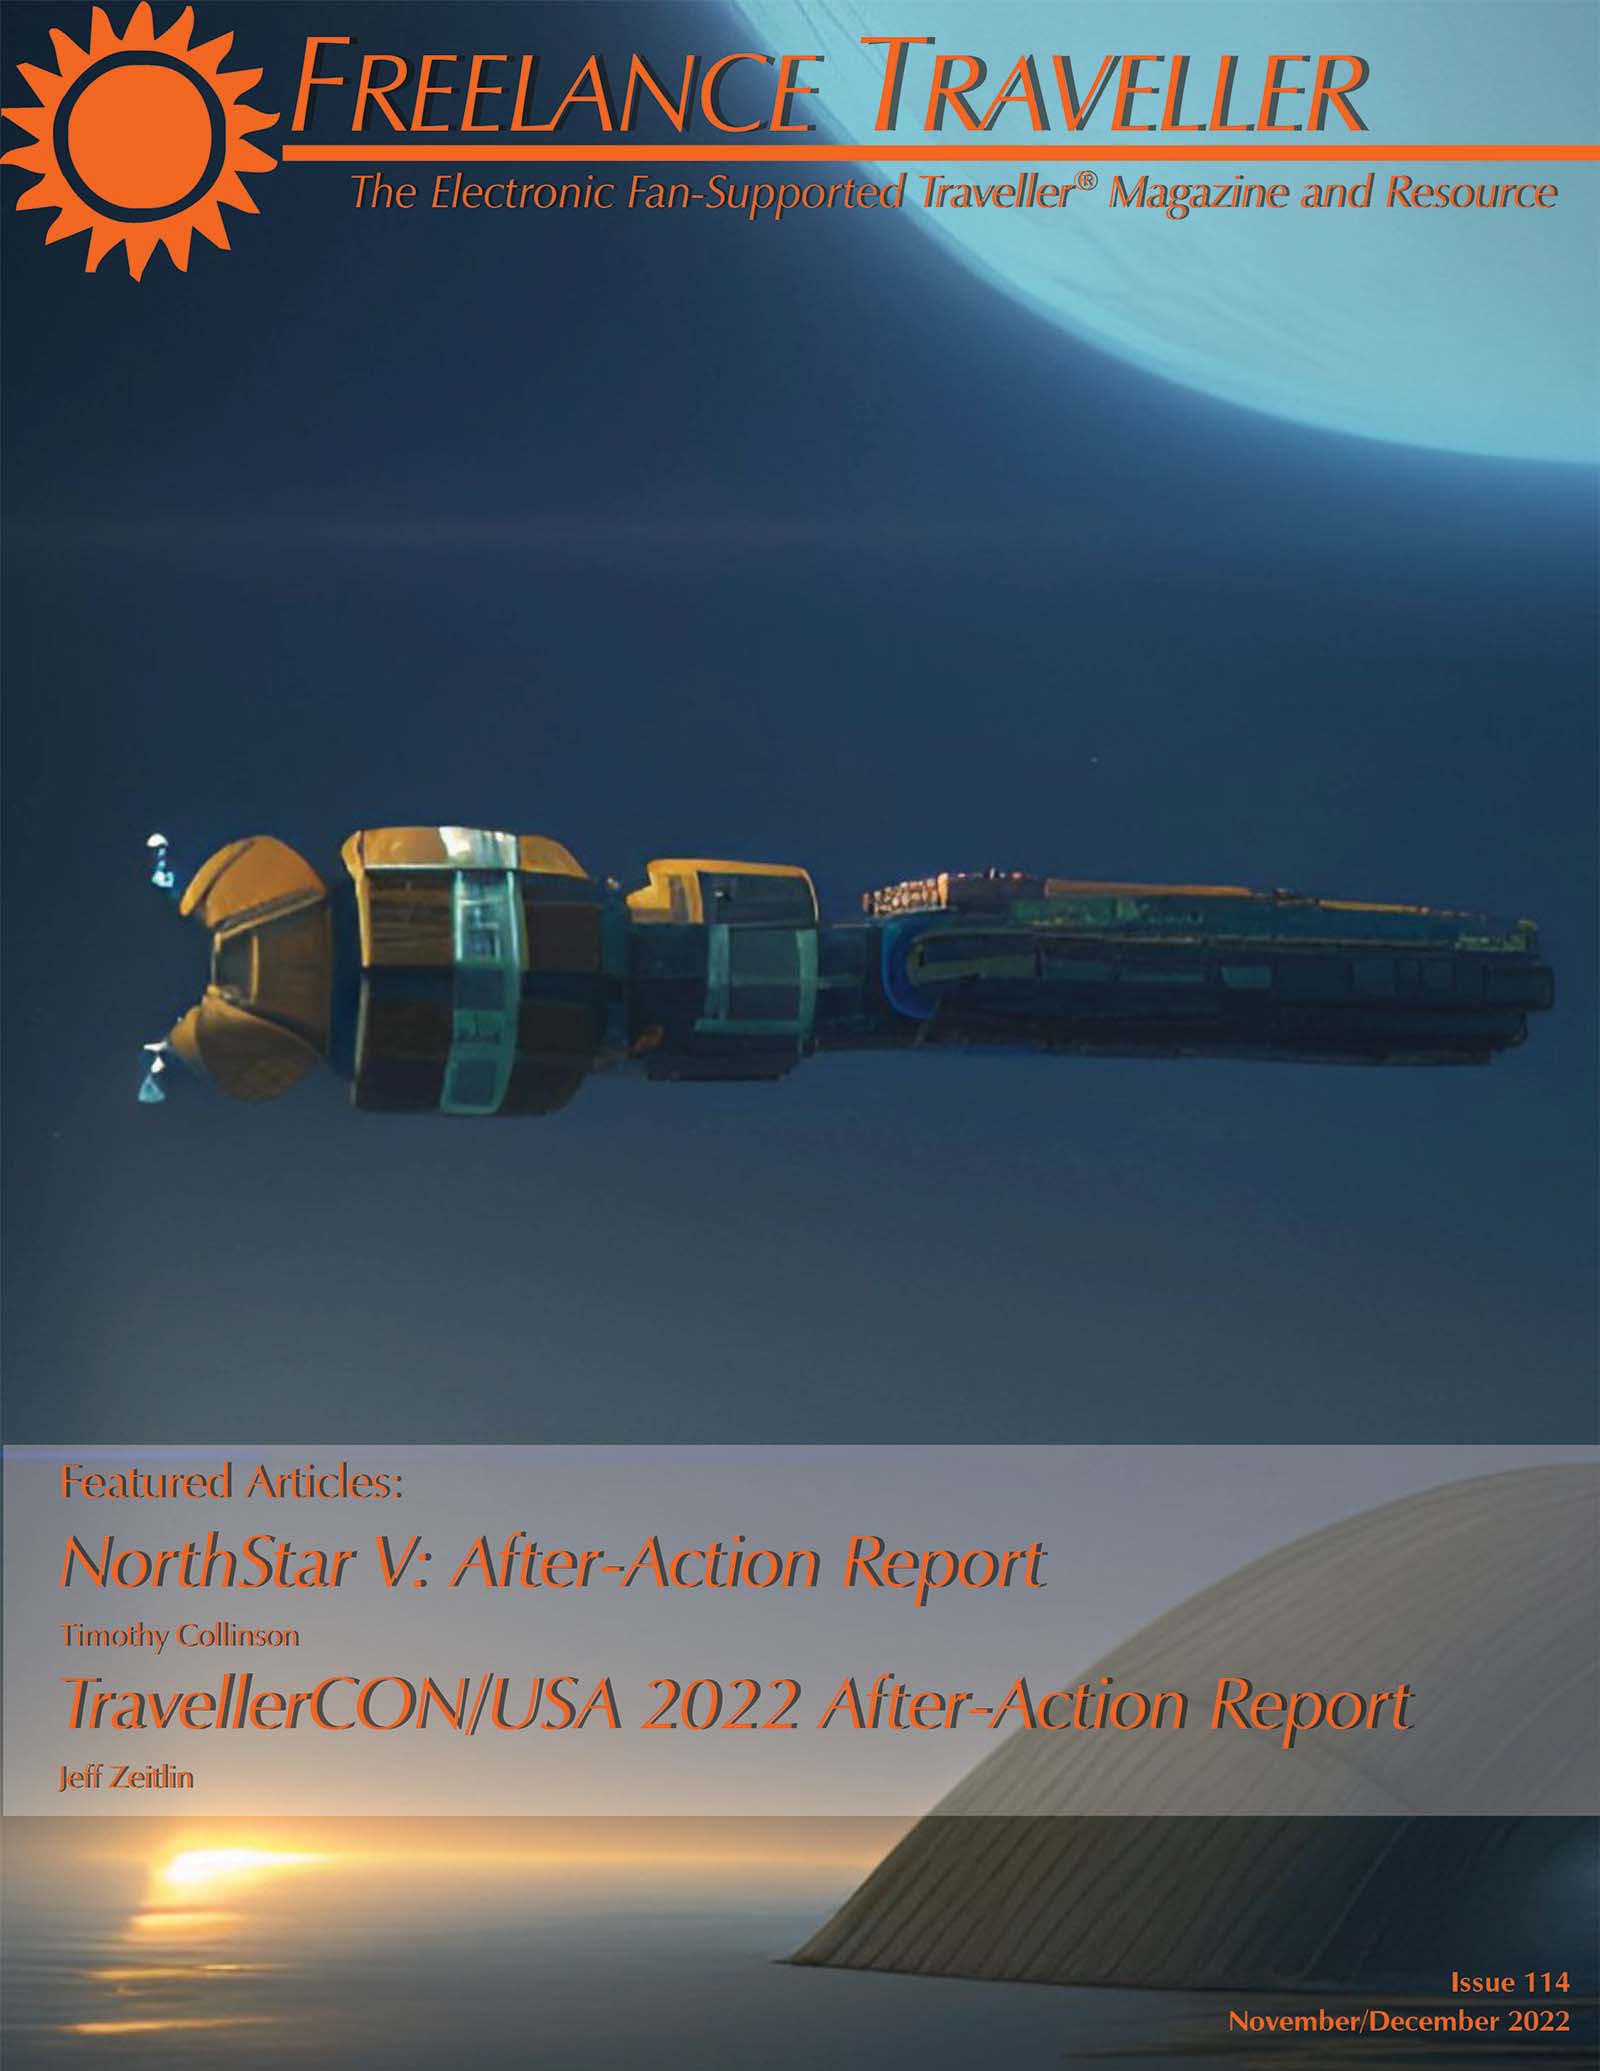 FREELANCE TRAVELLER
The Electronic Fan-Supported Traveller® Magazine and Resource
Featured Articles:
NorthStar V: After-Action Report
Timothy Collinson
TravellerCON/USA 2022 After-Action Report
Jeff Zeitlin
Issue 114
November/December 2022